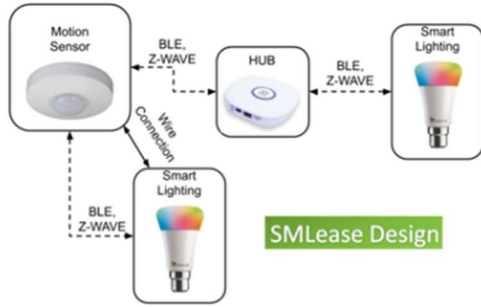 Motion
Sensor
BLE,
Z-WAVE
HUB
BLE,
Z-WAVE
Smart
Lighting
Wire
Connection
BLE,
Z-WAVE
Smart
Lighting
SMLease Design